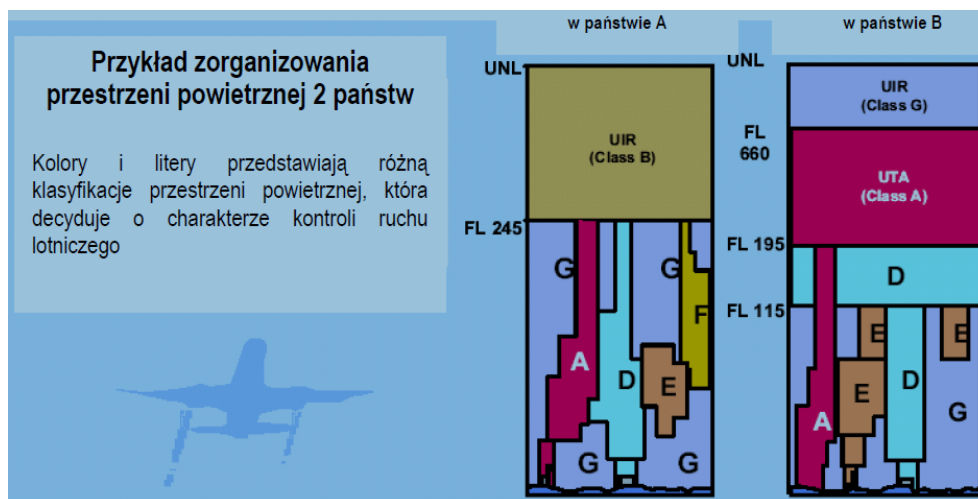 Przykład zorganizowania
przestrzeni powietrznej 2 państw
Kolory i litery przedstawiają różną
klasyfikacje przestrzeni powietrznej, która
decyduje o charakterze kontroli ruchu
lotniczego
w państwie A
UNL
UIR
(Class B)
FL 245
G
G
F
A
D
E
G
G
w państwie B
UNL
UIR
(Class G)
FL
660
UTA
(Class A)
FL 195
D
FL 115
E
E
E
D
A
G